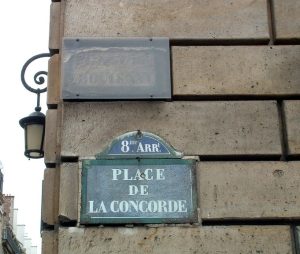 8ME ARRT
PLACE
DE
LA CONCORDE